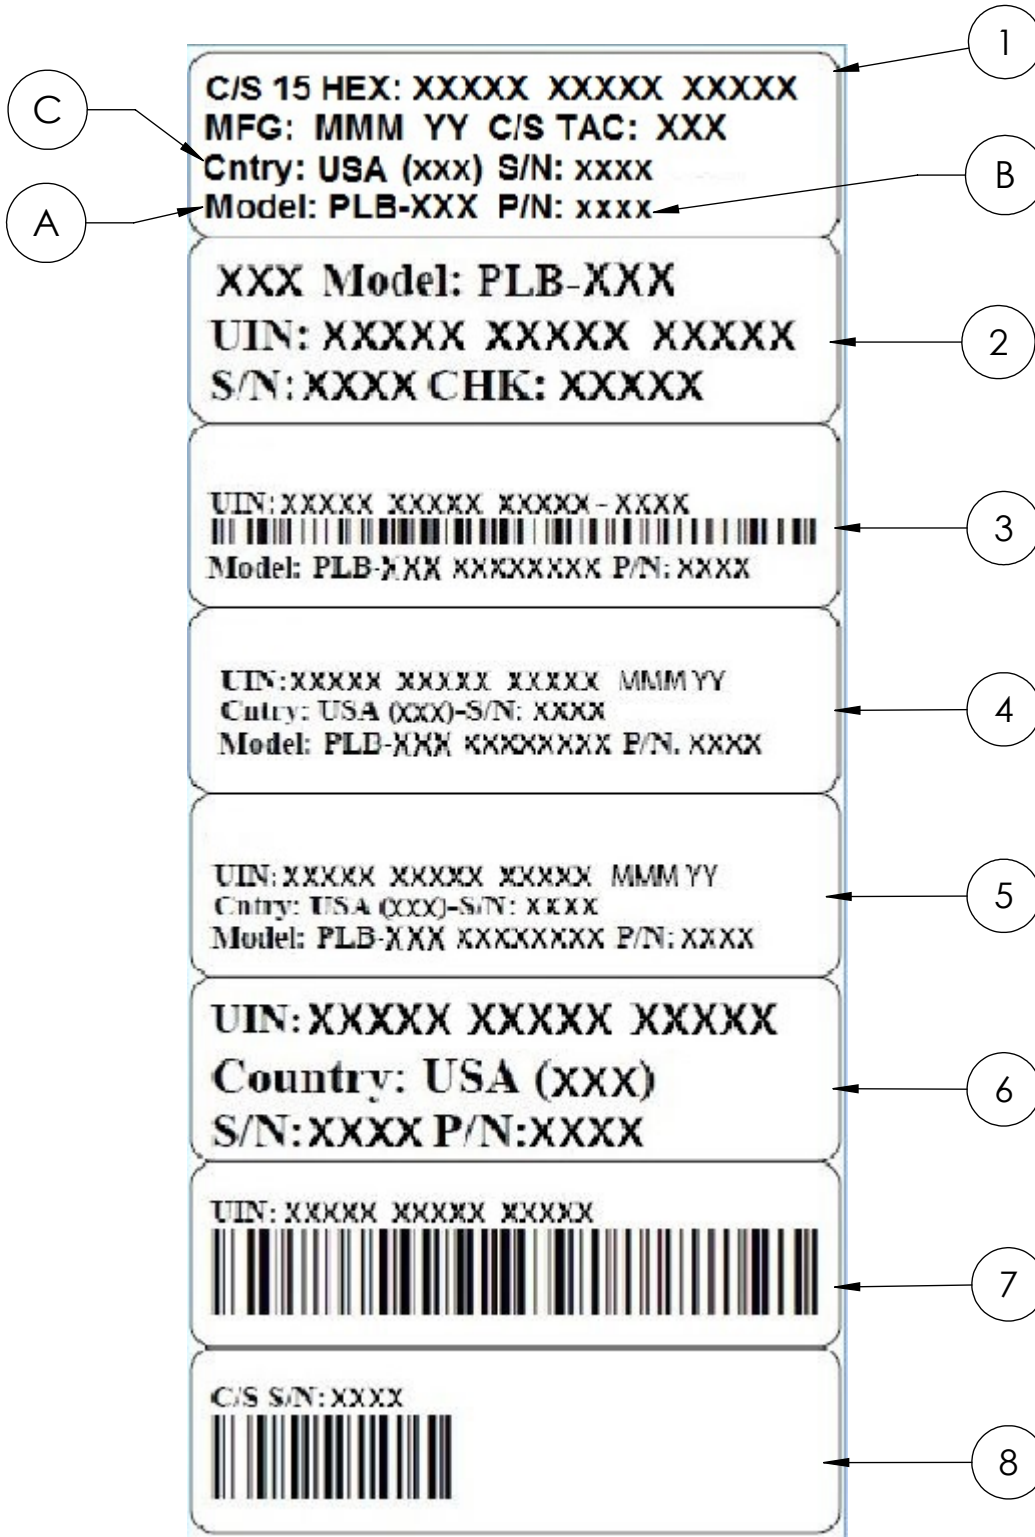 1
C/S 15 HEX: XXXXX XXXXX XXXXX
C
MFG: MMM YY C/S TAC: XXX
Cntry: USA (xxx) S/N: xxxx
B
A
Model: PLB-XXX P/N: xxxx
XXX Model: PLB-XXX
UIN: XXXXX XXXXX XXXXX
2
S/N: XXXX CHK: XXXXX
UIN: XXXXX XXXXX XXXXX - XXXX
3
Model: PLB-XXX XXXXXXXX P/N: XXXX
UIN: XXXXX XXXXX XXXXX MMM YY
Cntry: USA (XXX)-S/N: XXXX
4
Model: PLB-XXX XXXXXXXX P/N. XXXX
UIN: XXXXX XXXXX XXXXX MMM YY
Cntry: USA (XXX)-S/N: XXXX
5
Model: PLB-XXX XXXXXXXX P/N: XXXX
UIN: XXXXX XXXXX XXXXX
Country: USA (XXX)
6
S/N: XXXX P/N:XXXX
UIN: XXXXX XXXXX XXXXX
7
C/S S/N: XXXX
8